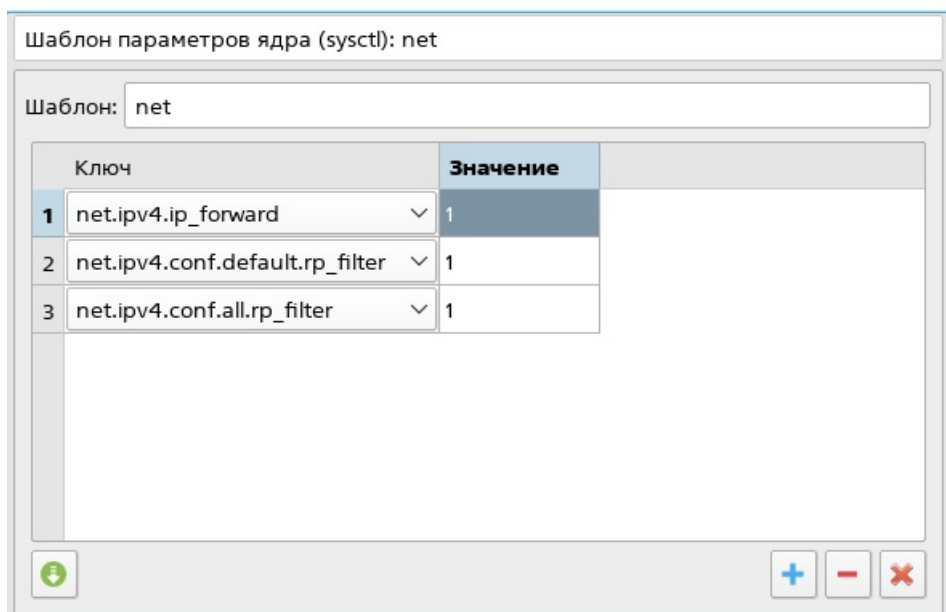 Шаблон параметров ядра (sysctl): net
Шаблон: net
Ключ Значение
1 net.ipv4.ip_forward 1
2 net.ipv4.conf.default.rp_filter 1
3 net.ipv4.conf.all.rp_filter 1